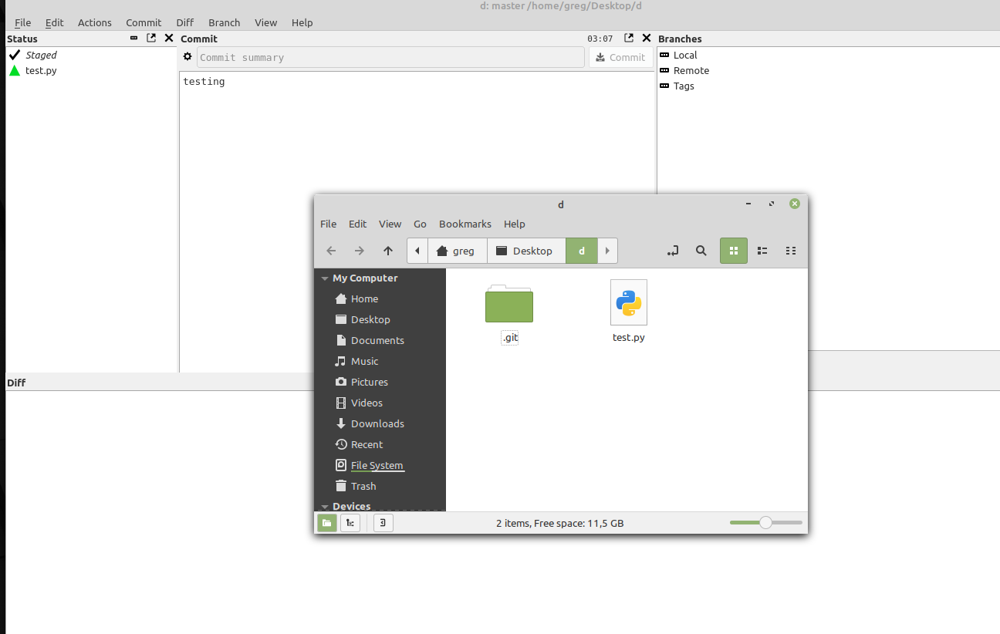 d: master /home/greg/Desktop/d
File Edit Actions Commit Diff Branch View Help
Status
Commit
03:07
Branches
Staged
Commit summary
Commit
Local
test.py
Remote
testing
Tags
d
File Edit View Go Bookmarks Help
greg
Desktop
d
My Computer
Home
Desktop
Documents
Music
Pictures
Videos
Downloads
Recent
File System
Trash
Devices
.git
test.py
2 items, Free space: 11,5 GB
Diff